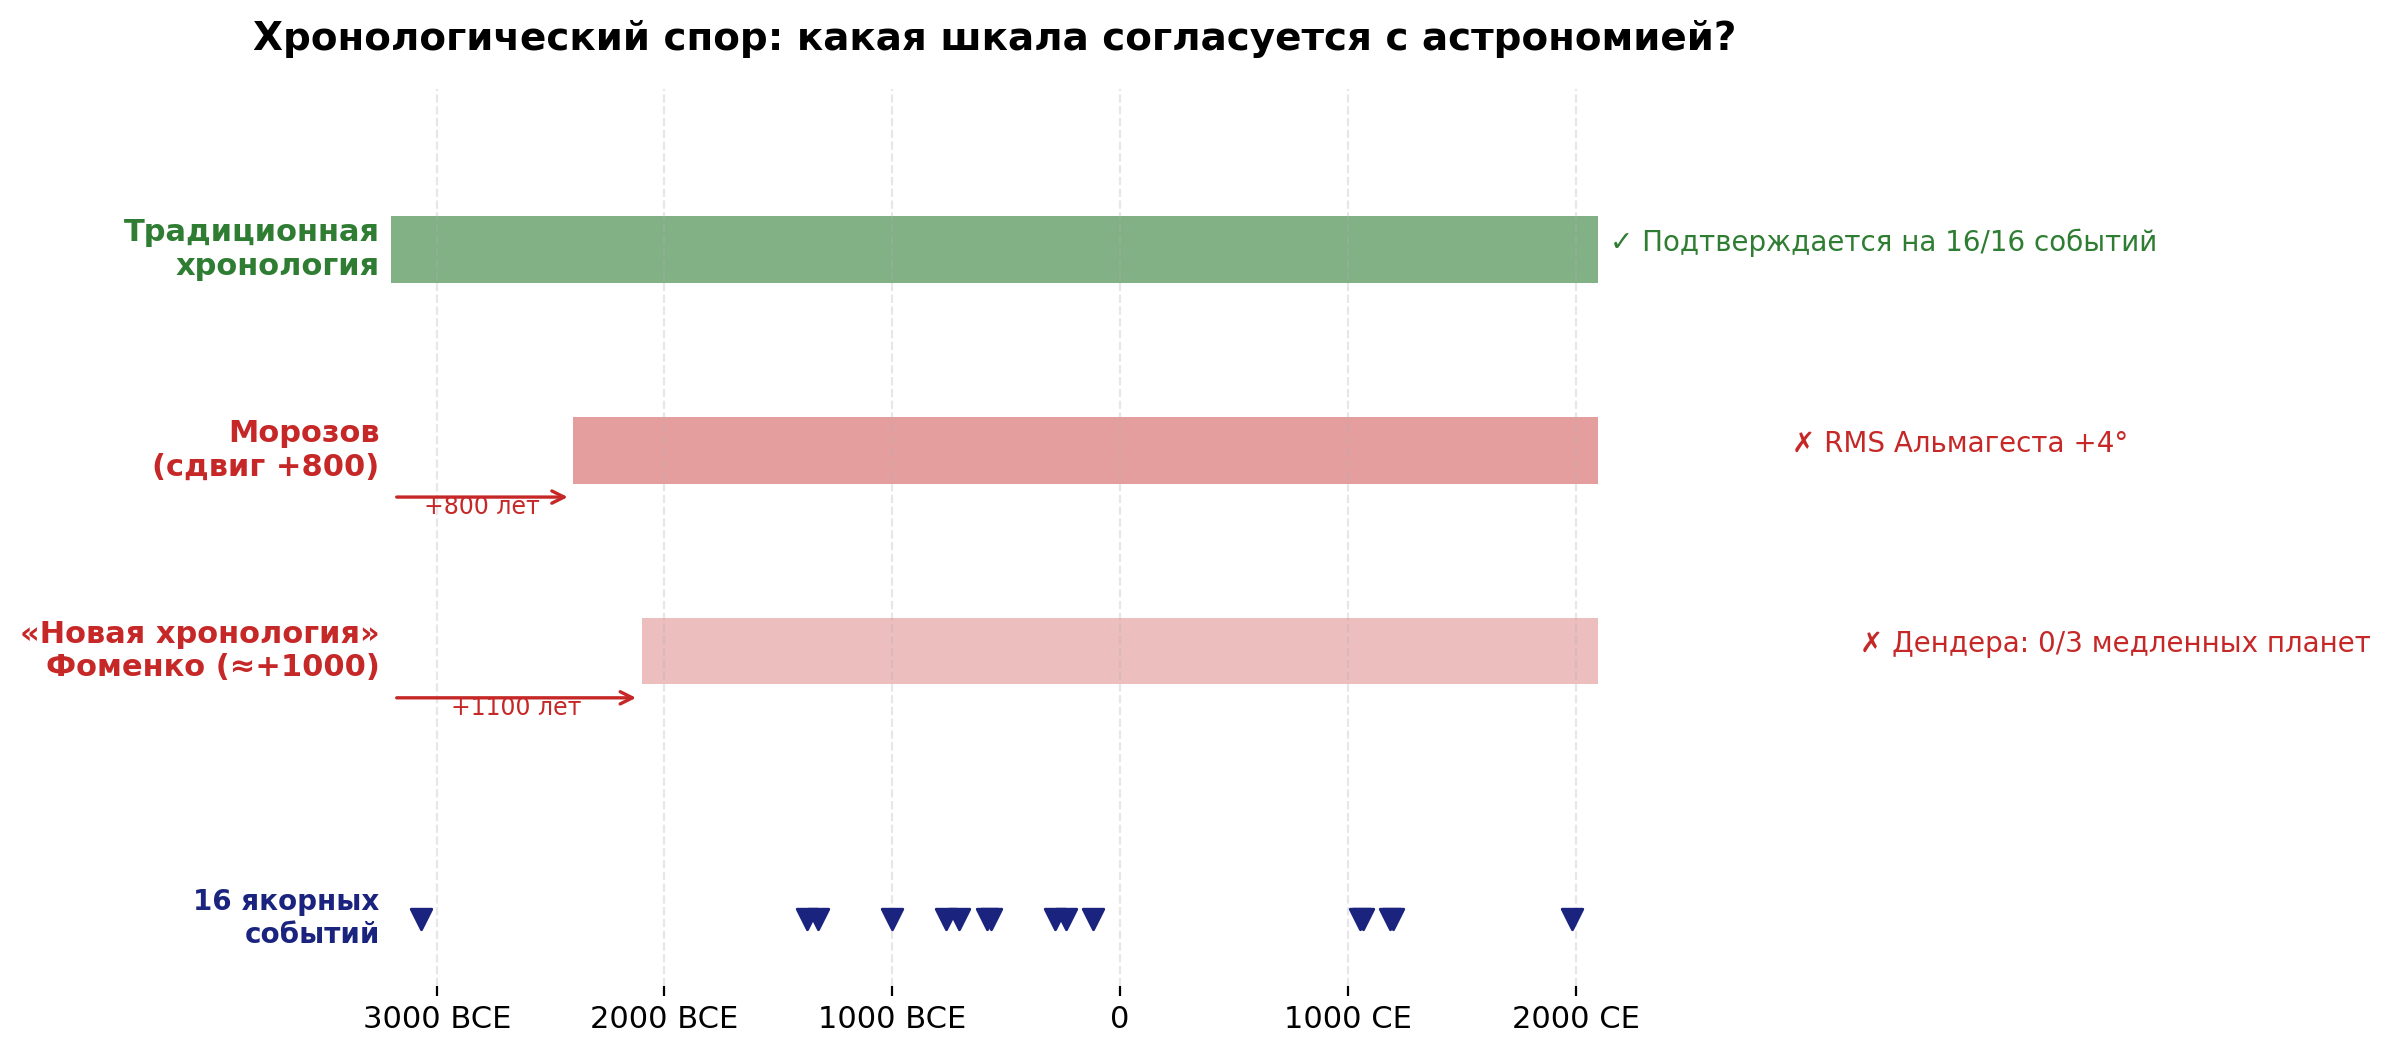 Хронологический спор: какая шкала согласуется с астрономией?
Традиционная
хронология
✓ Подтверждается на 16/16 событий
Морозов
(сдвиг +800)
✗ RMS Альмагеста +4°
+800 лет
«Новая хронология»
Фоменко (≈+1000)
✗ Дендера: 0/3 медленных планет
+1100 лет
16 якорных
событий
3000 BCE
2000 BCE
1000 BCE
0
1000 CE
2000 CE